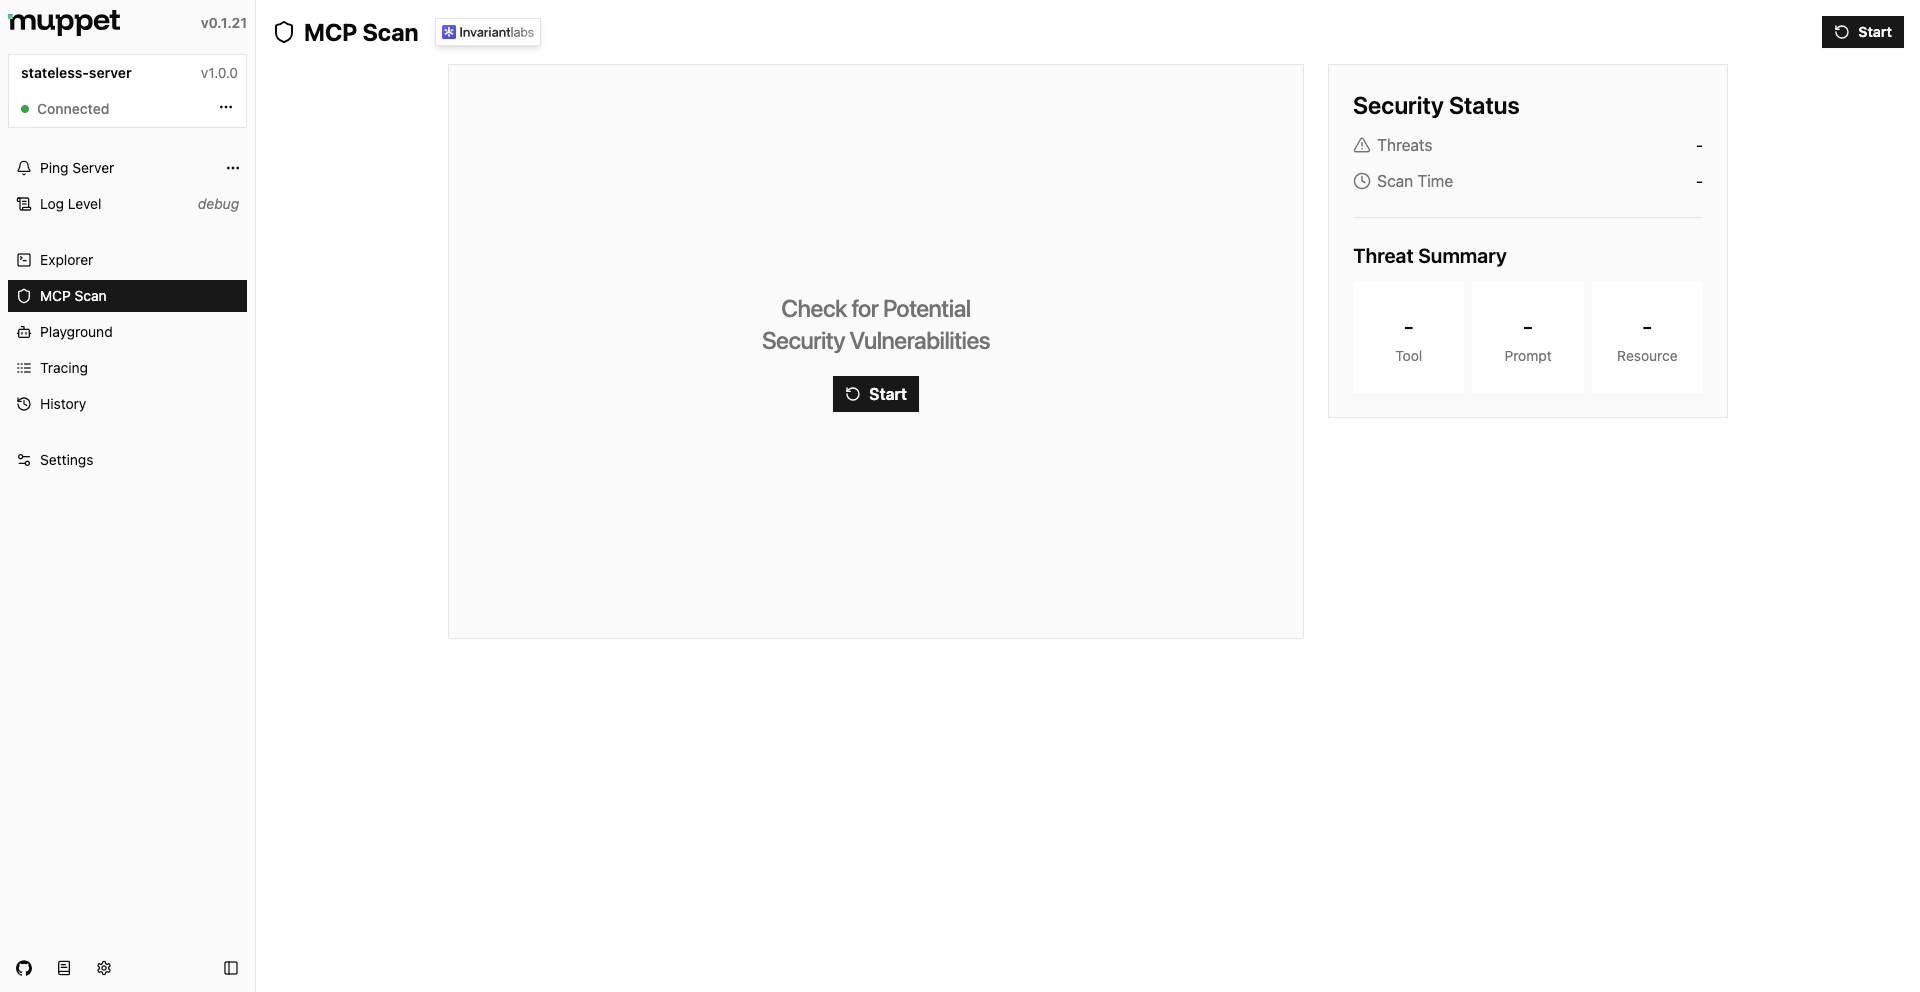 muppet v0.1.21
stateless-server v1.0.0
Connected
Ping Server
Log Level debug
Explorer
MCP Scan
Playground
Tracing
History
Settings
MCP Scan Invariantlabs
Start
Check for Potential
Security Vulnerabilities
Start
Security Status
Threats -
Scan Time -
Threat Summary
- - -
Tool Prompt Resource